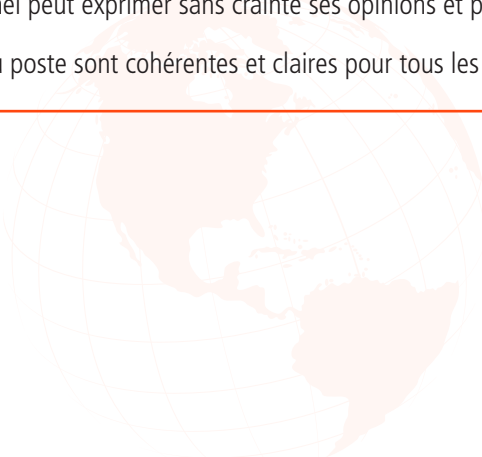 peut exprimer sans crainte ses opinions et
poste sont cohérentes et claires pour tous les